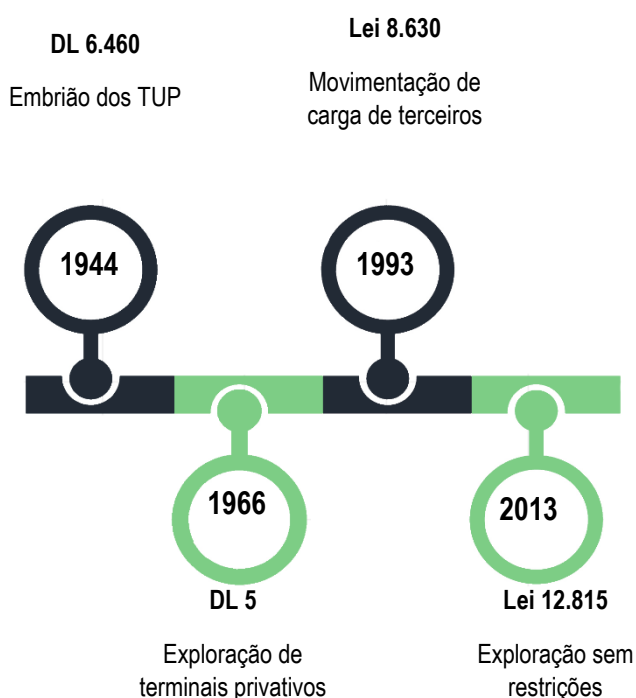 DL 6.460
Embrião dos TUP
Lei 8.630
Movimentação de
carga de terceiros
1944
1993
1966
2013
DL 5
Exploração de
terminais privativos
Lei 12.815
Exploração sem
restrições